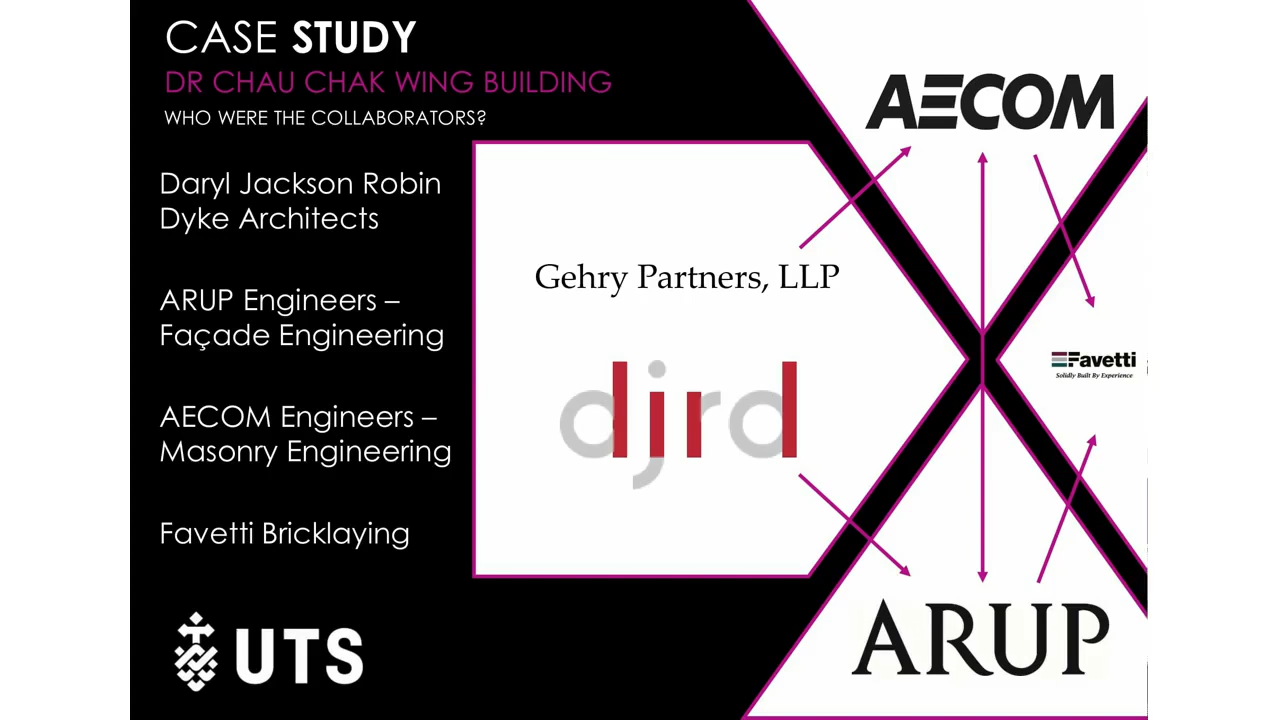 CASE STUDY
DR CHAU CHAK WING BUILDING
WHO WERE THE COLLABORATORS?
Daryl Jackson Robin
Dyke Architects
ARUP Engineers –
Façade Engineering
AECOM Engineers –
Masonry Engineering
Favetti Bricklaying
UTS
Gehry Partners, LLP
djrd
AECOM
Favetti
Solidly Built By Experience
ARUP